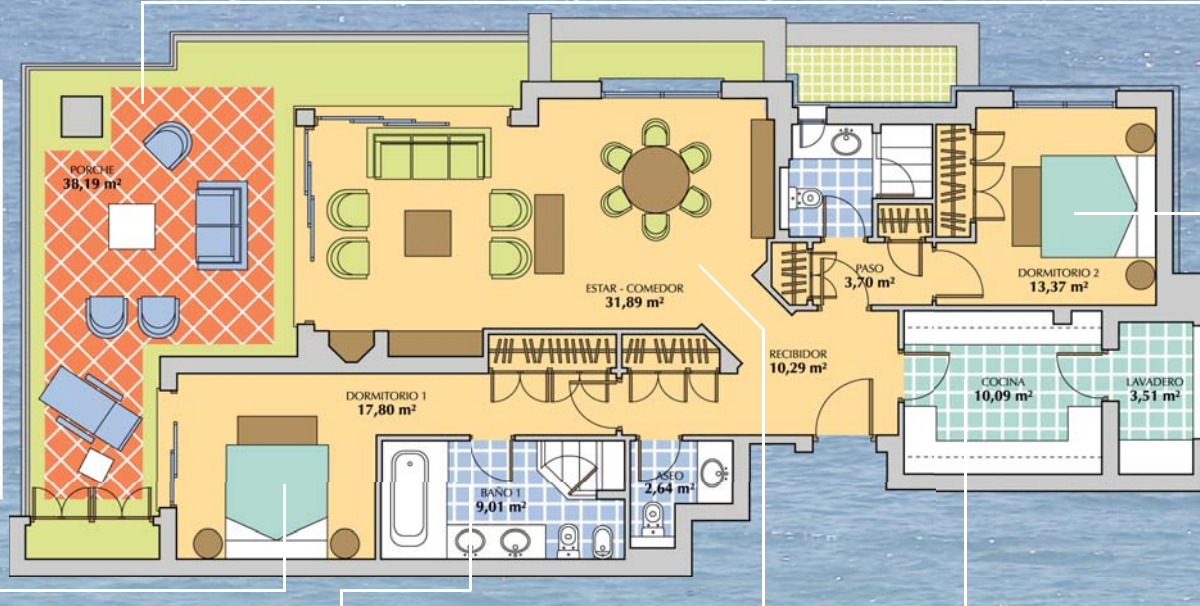 PORCHE
38,19 m²
ESTAR - COMEDOR
31,89 m²
PASO
3,70 m²
DORMITORIO 2
13,37 m²
RECIBIDOR
10,29 m²
COCINA
10,09 m²
LAVADERO
3,51 m²
DORMITORIO 1
17,80 m²
BAÑO 1
9,01 m²
ASEO
2,64 m²